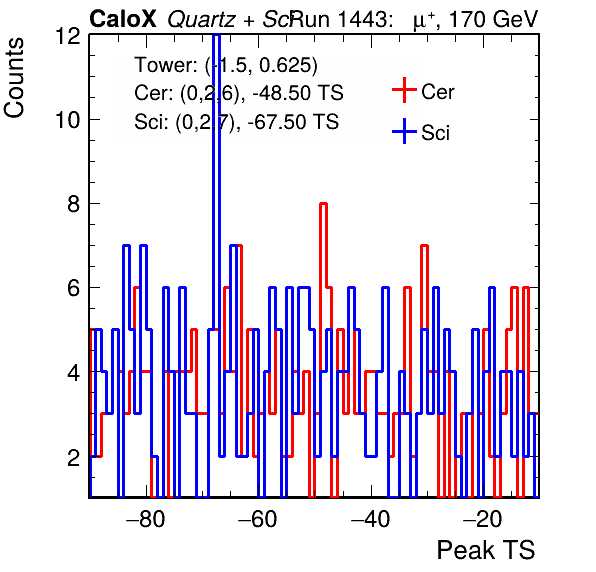 CaloX Quartz + Sci Run 1443: μ⁺, 170 GeV
Counts
Tower: (-1.5, 0.625)
Cer: (0,2,6), -48.50 TS
Sci: (0,2,7), -67.50 TS
Cer
Sci
12
10
8
6
4
2
−80 −60 −40 −20
Peak TS